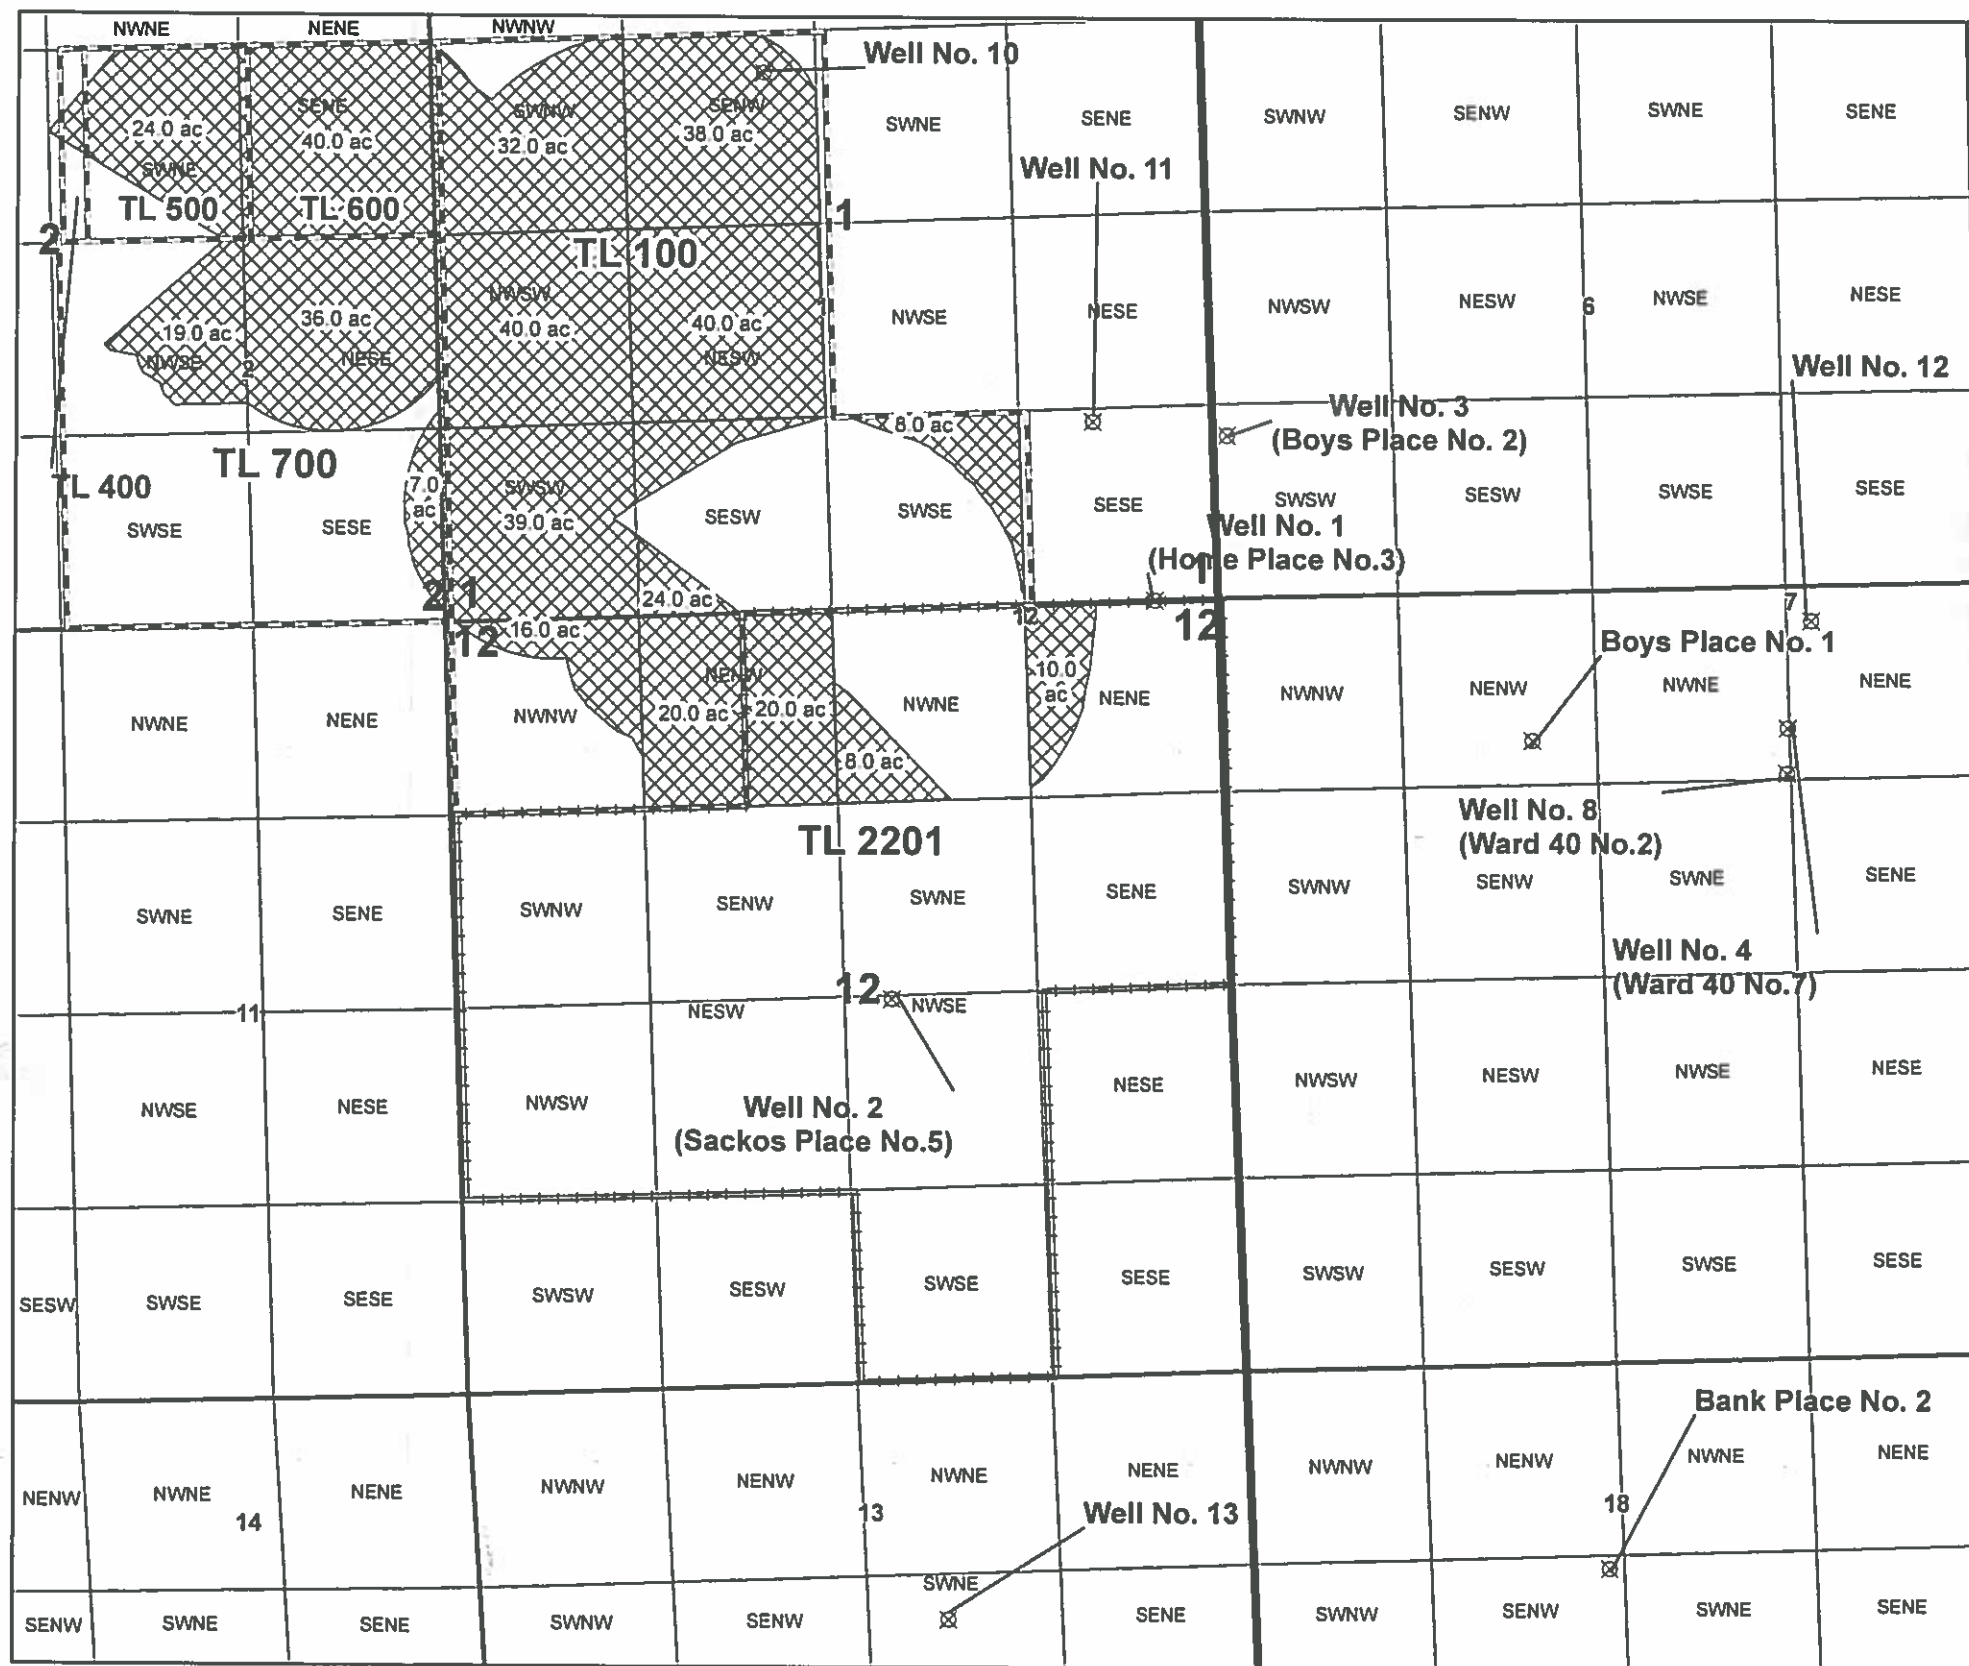 NWNE
NENE
NWNW
Well No. 10
SENE
SWNW
SENW
24.0 ac
40.0 ac
32.0 ac
38.0 ac
SWNE
SENE
SWNW
SENW
SWNE
SENE
SWNE
Well No. 11
TL 500
TL 600
1
2
TL 100
NWSW
NWSE
NESE
NWSW
NESW
6
NWSE
NESE
19.0 ac
36.0 ac
40.0 ac
40.0 ac
NWSE
2
NESE
NESW
Well No. 12
Well No. 3
(Boys Place No. 2)
8.0 ac
TL 700
TL 400
7.0
ac
SWSW
39.0 ac
SESW
SWSE
SESE
SWSW
SESW
SWSE
SESE
SWSE
SESE
Well No. 1
(Home Place No.3)
2
1
1
24.0 ac
12
16.0 ac
12
12
7
Boys Place No. 1
NWNE
NENE
NWNW
NENW
20.0 ac
20.0 ac
NWNE
10.0
ac
NENE
NWNW
NENW
NWNE
NENE
8.0 ac
Well No. 8
(Ward 40 No.2)
TL 2201
SWNE
SENE
SWNW
SENW
SWNE
SENE
SWNW
SENW
SWNE
SENE
Well No. 4
(Ward 40 No.7)
12
11
NESW
NWSE
NWSE
NESE
NWSW
NESE
NWSW
NESW
NWSE
NESE
Well No. 2
(Sackos Place No.5)
SESW
SWSE
SESE
SWSW
SESW
SWSE
SESE
SWSW
SESW
SWSE
SESE
Bank Place No. 2
NENW
NWNE
NENE
NWNW
NENW
NWNE
NENE
NWNW
NENW
NWNE
NENE
14
13
Well No. 13
18
SWNE
SENW
SWNE
SENE
SWNW
SENW
SENE
SWNW
SENW
SWNE
SENE